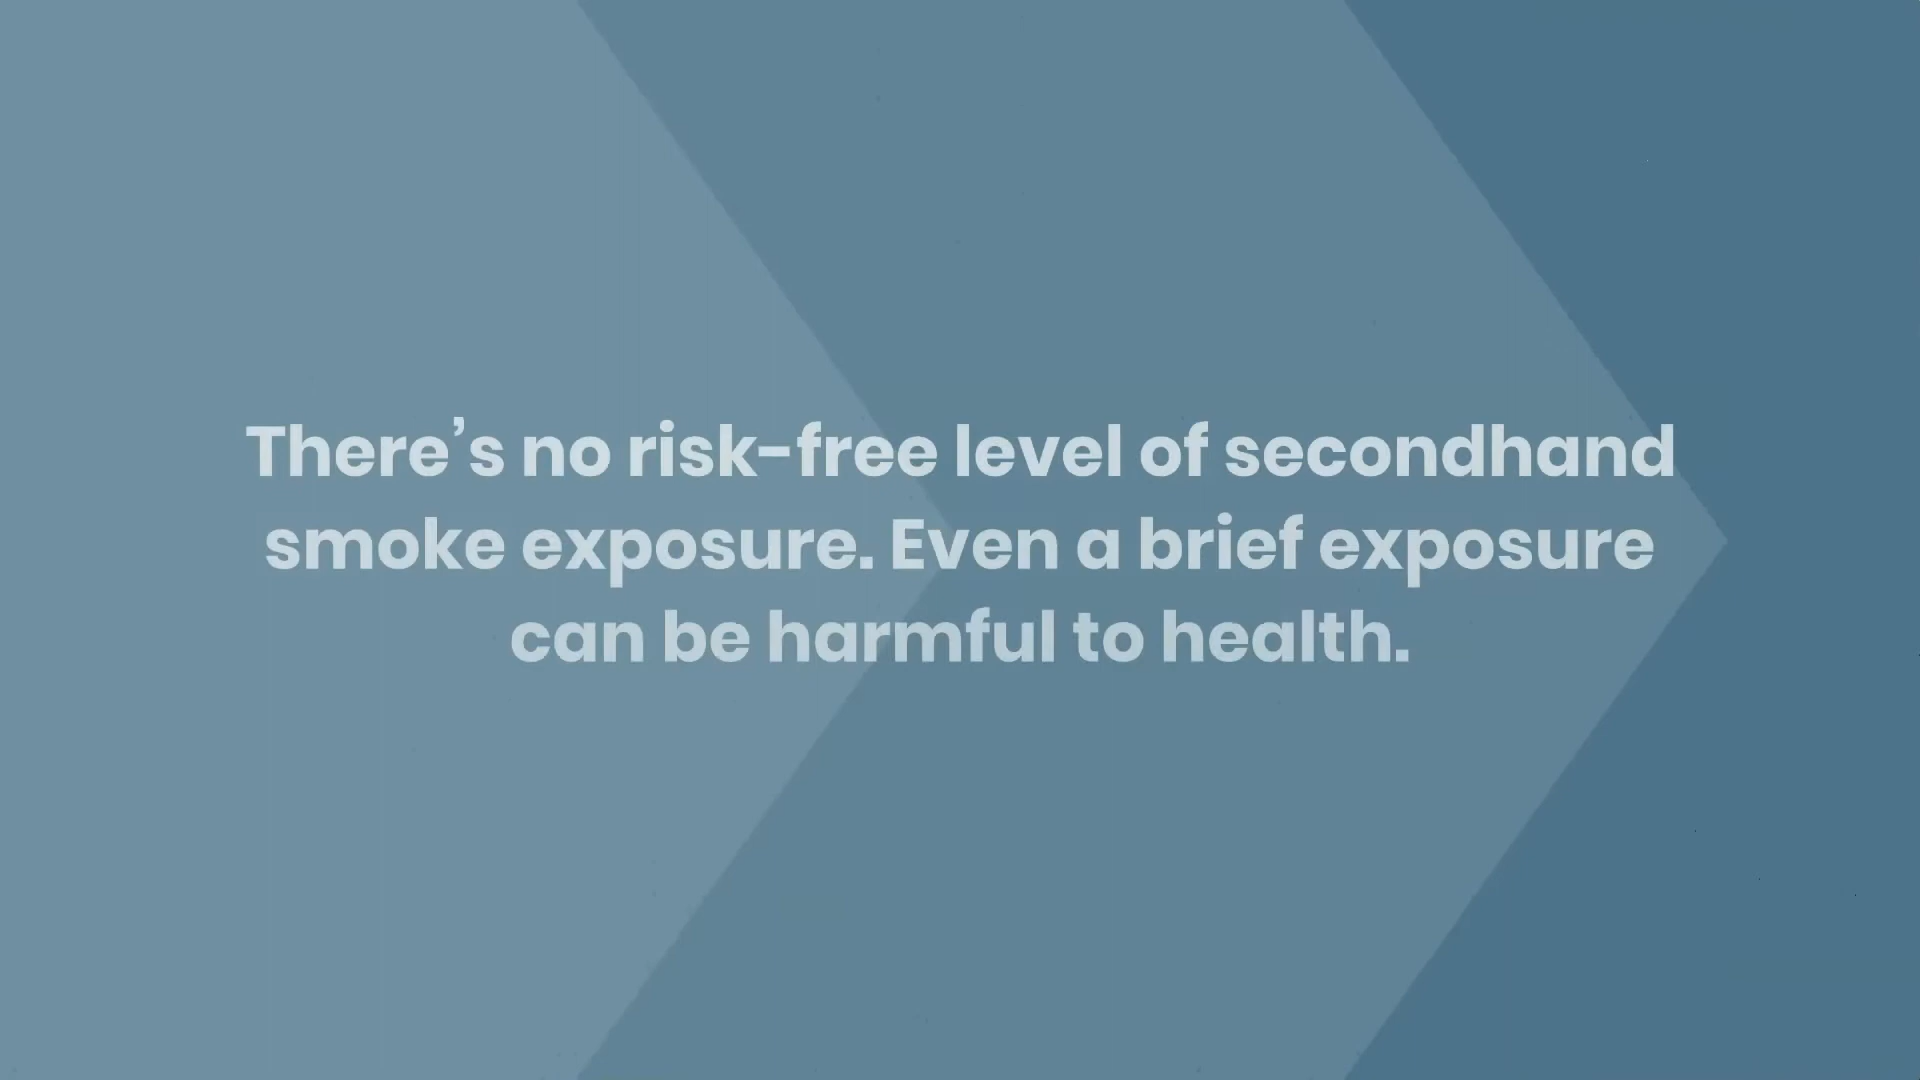 There’s no risk-free level of secondhand
smoke exposure. Even a brief exposure
can be harmful to health.